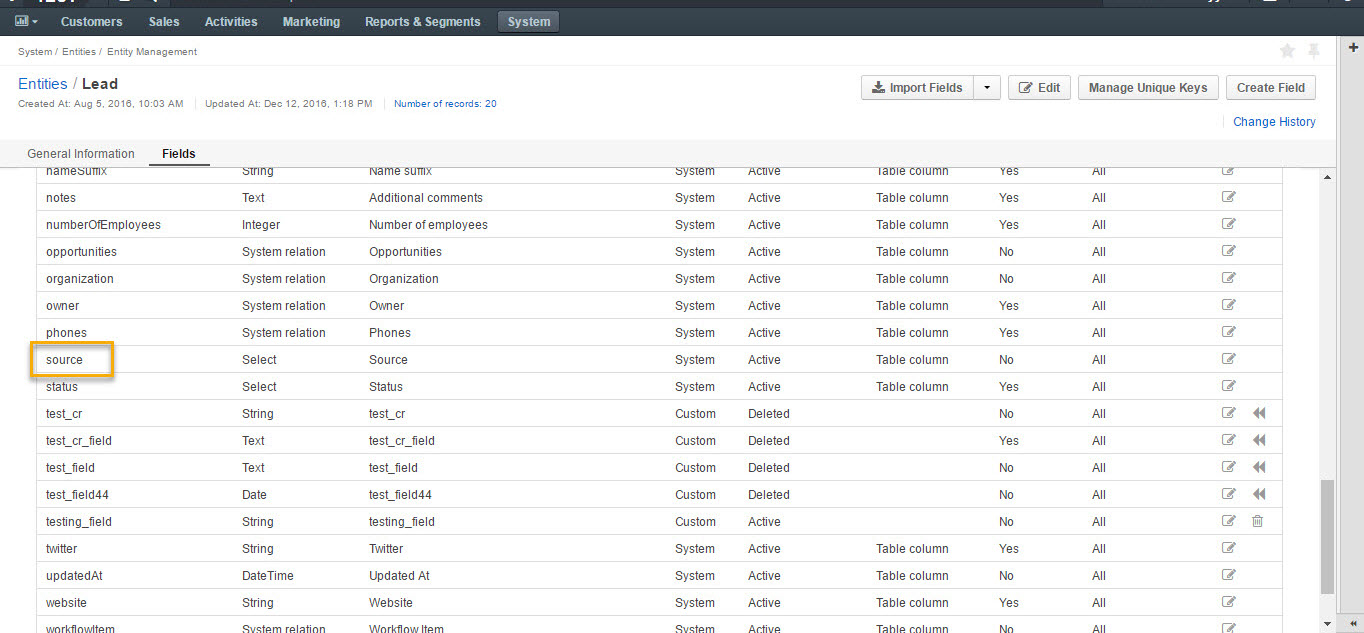 Customers Sales Activities Marketing Reports & Segments System
System / Entities / Entity Management
Entities / Lead
Created At: Aug 5, 2016, 10:03 AM Updated At: Dec 12, 2016, 1:18 PM Number of records: 20
Import Fields Edit Manage Unique Keys Create Field
Change History
General Information Fields
nameSuffix String Name suffix System Active Table column Yes All
notes Text Additional comments System Active Table column Yes All
numberOfEmployees Integer Number of employees System Active Table column Yes All
opportunities System relation Opportunities System Active Table column No All
organization System relation Organization System Active Table column No All
owner System relation Owner System Active Table column Yes All
phones System relation Phones System Active Table column Yes All
source Select Source System Active Table column No All
status Select Status System Active Table column Yes All
test_cr String test_cr Custom Deleted No All
test_cr_field Text test_cr_field Custom Deleted Yes All
test_field Text test_field Custom Deleted No All
test_field44 Date test_field44 Custom Deleted No All
testing_field String testing_field Custom Active No All
twitter String Twitter System Active Table column Yes All
updatedAt DateTime Updated At System Active Table column No All
website String Website System Active Table column Yes All
workflowItem System relation Workflow Item System Active Table column No All